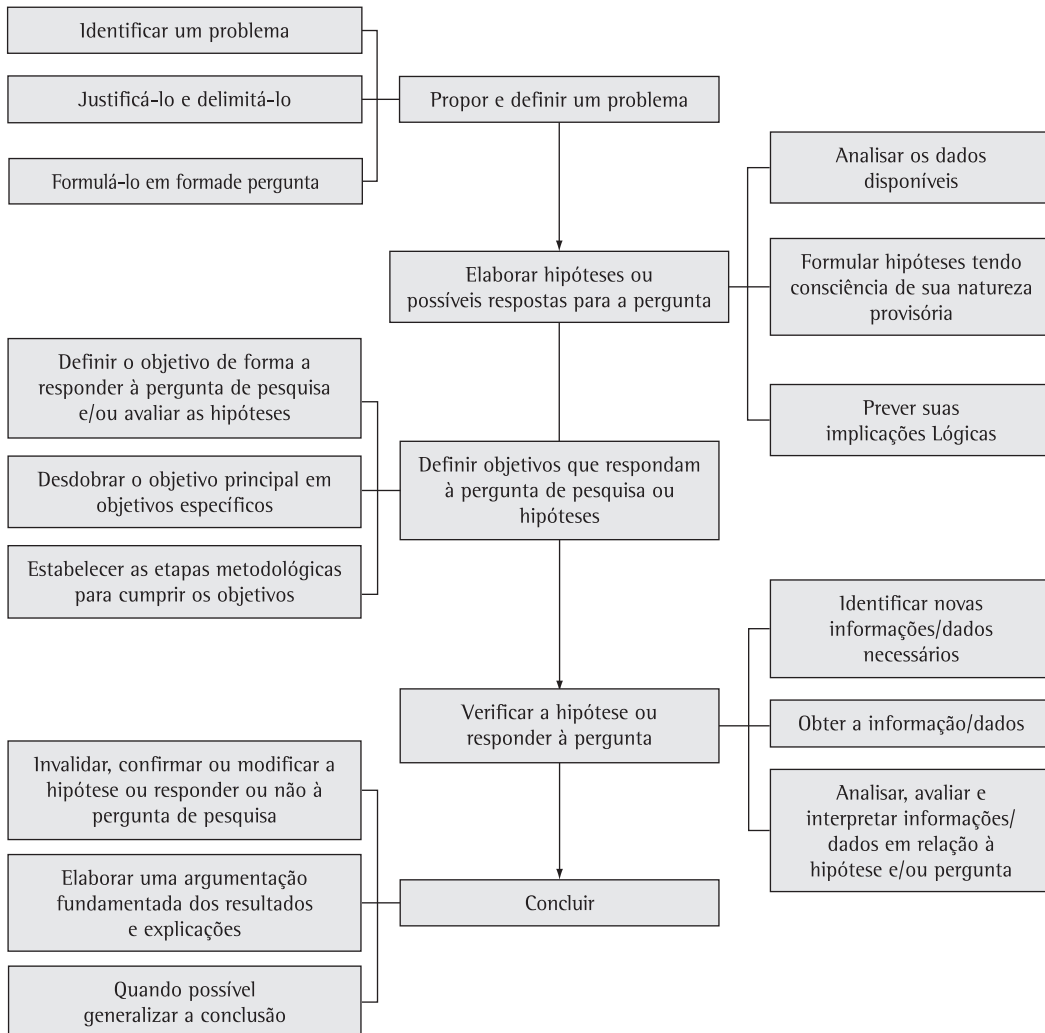 Identificar um problema
Justificá-lo e delimitá-lo
Formulá-lo em formade pergunta
Propor e definir um problema
Analisar os dados
disponíveis
Elaborar hipóteses ou
possíveis respostas para a pergunta
Formular hipóteses tendo
consciência de sua natureza
provisória
Prever suas
implicações Lógicas
Definir o objetivo de forma a
responder à pergunta de pesquisa
e/ou avaliar as hipóteses
Desdobrar o objetivo principal em
objetivos específicos
Estabelecer as etapas metodológicas
para cumprir os objetivos
Definir objetivos que respondam
à pergunta de pesquisa ou
hipóteses
Identificar novas
informações/dados
necessários
Verificar a hipótese ou
responder à pergunta
Obter a informação/dados
Analisar, avaliar e
interpretar informações/
dados em relação à
hipótese e/ou pergunta
Invalidar, confirmar ou modificar a
hipótese ou responder ou não à
pergunta de pesquisa
Elaborar uma argumentação
fundamentada dos resultados
e explicações
Quando possível
generalizar a conclusão
Concluir